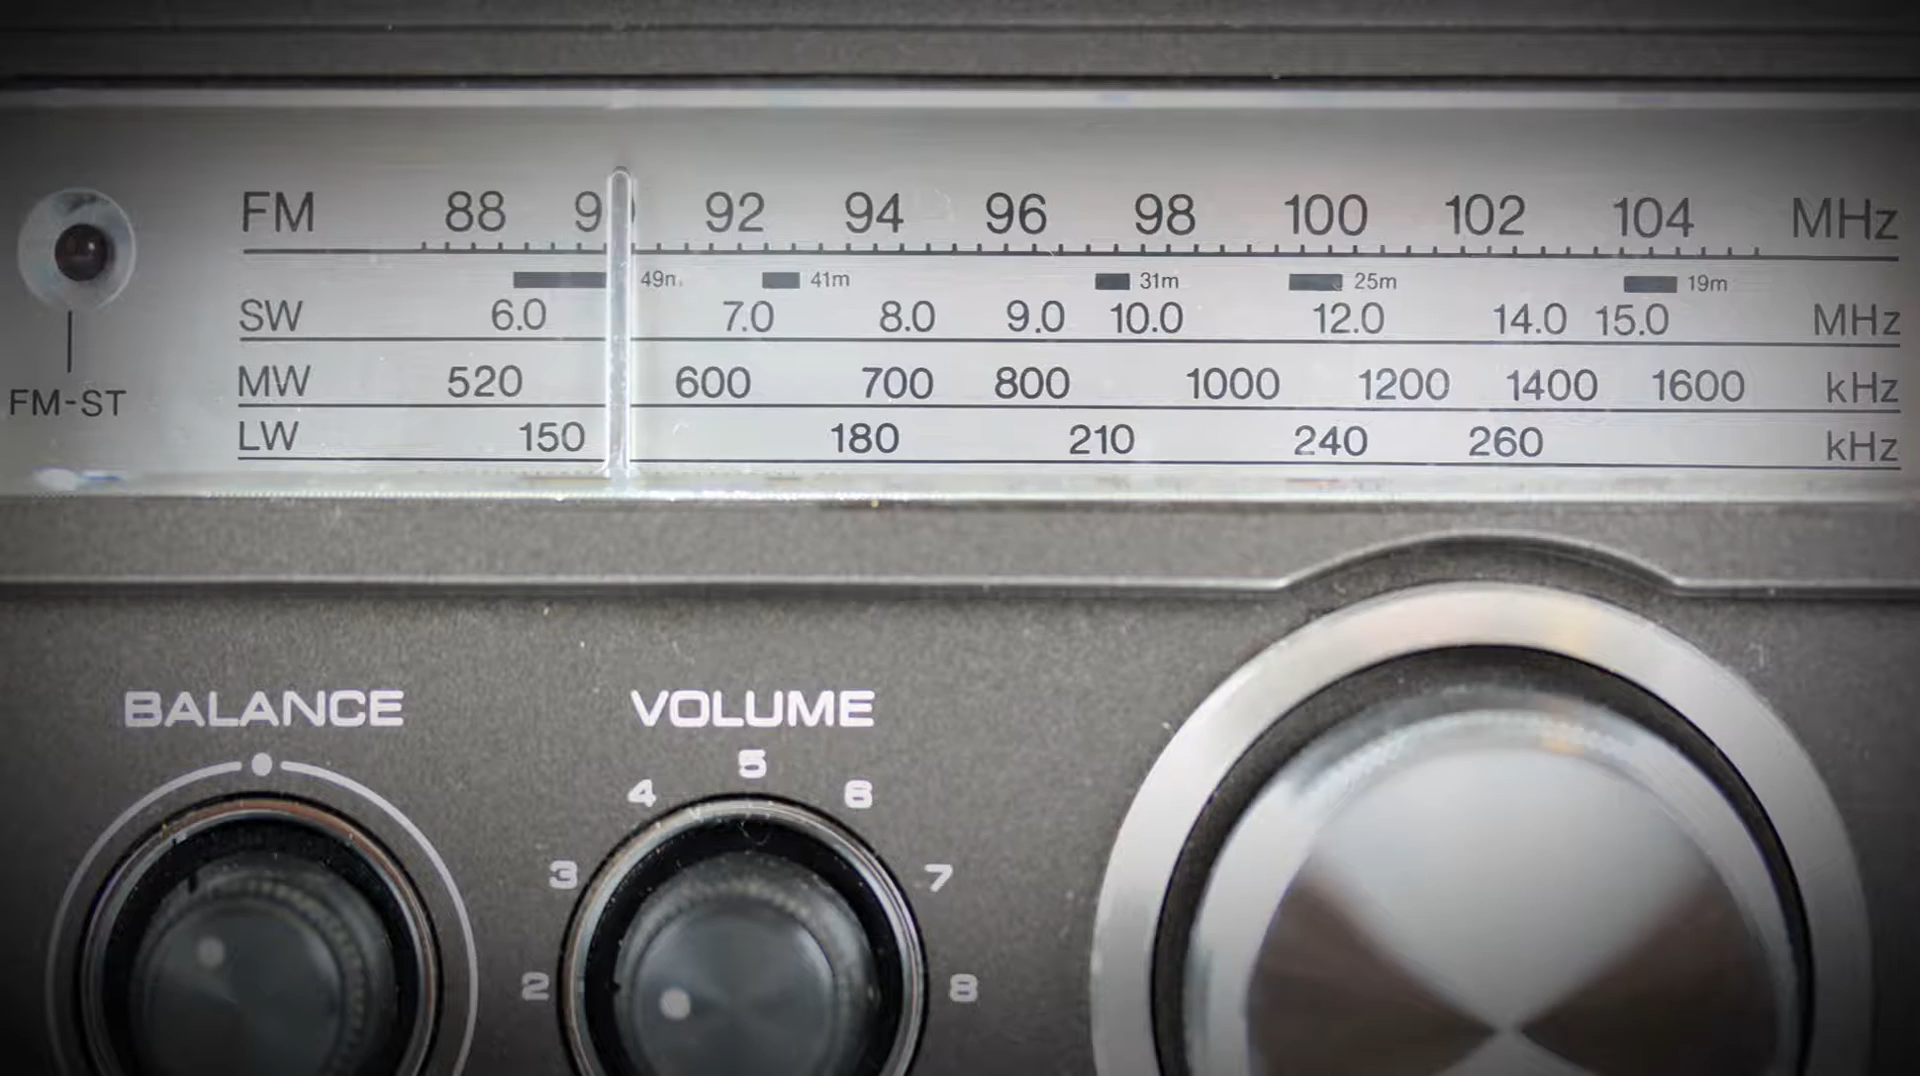 FM 88 90 92 94 96 98 100 102 104 MHz
49m 41m 31m 25m 19m
SW 6.0 7.0 8.0 9.0 10.0 12.0 14.0 15.0 MHz
MW 520 600 700 800 1000 1200 1400 1600 kHz
FM-ST
LW 150 180 210 240 260 kHz
BALANCE
VOLUME
2 3 4 5 6 7 8